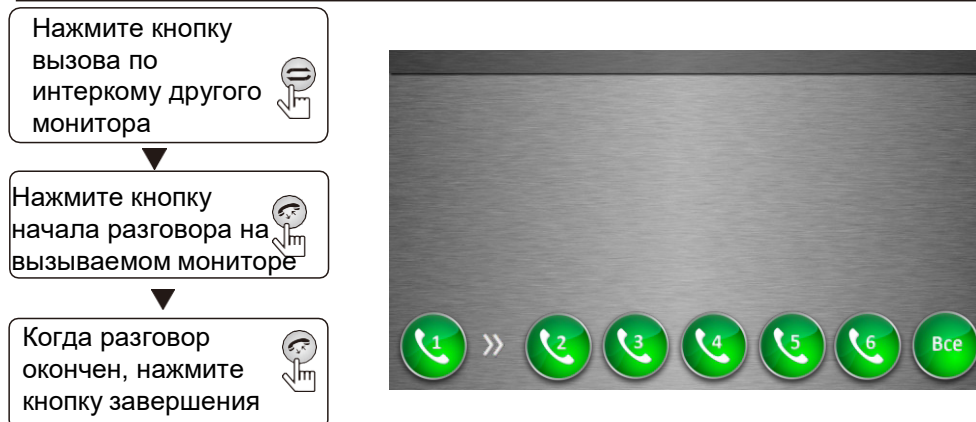 Нажмите кнопку
вызова по
интеркому другого
монитора
Нажмите кнопку
начала разговора на
вызываемом мониторе
Когда разговор
окончен, нажмите
кнопку завершения
1 » 2 3 4 5 6 Все